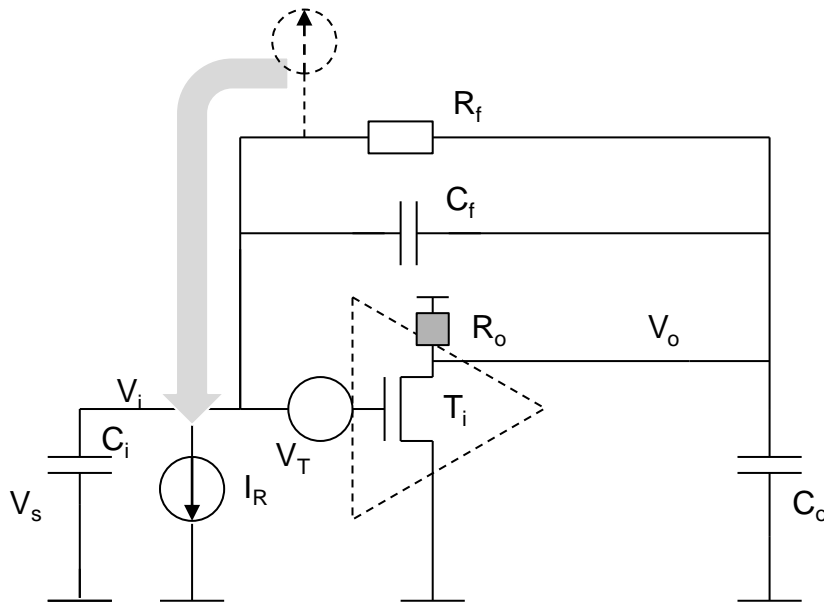 R_f
C_f
R_o
V_o
V_i
T_i
C_i
V_T
I_R
V_s
C_o